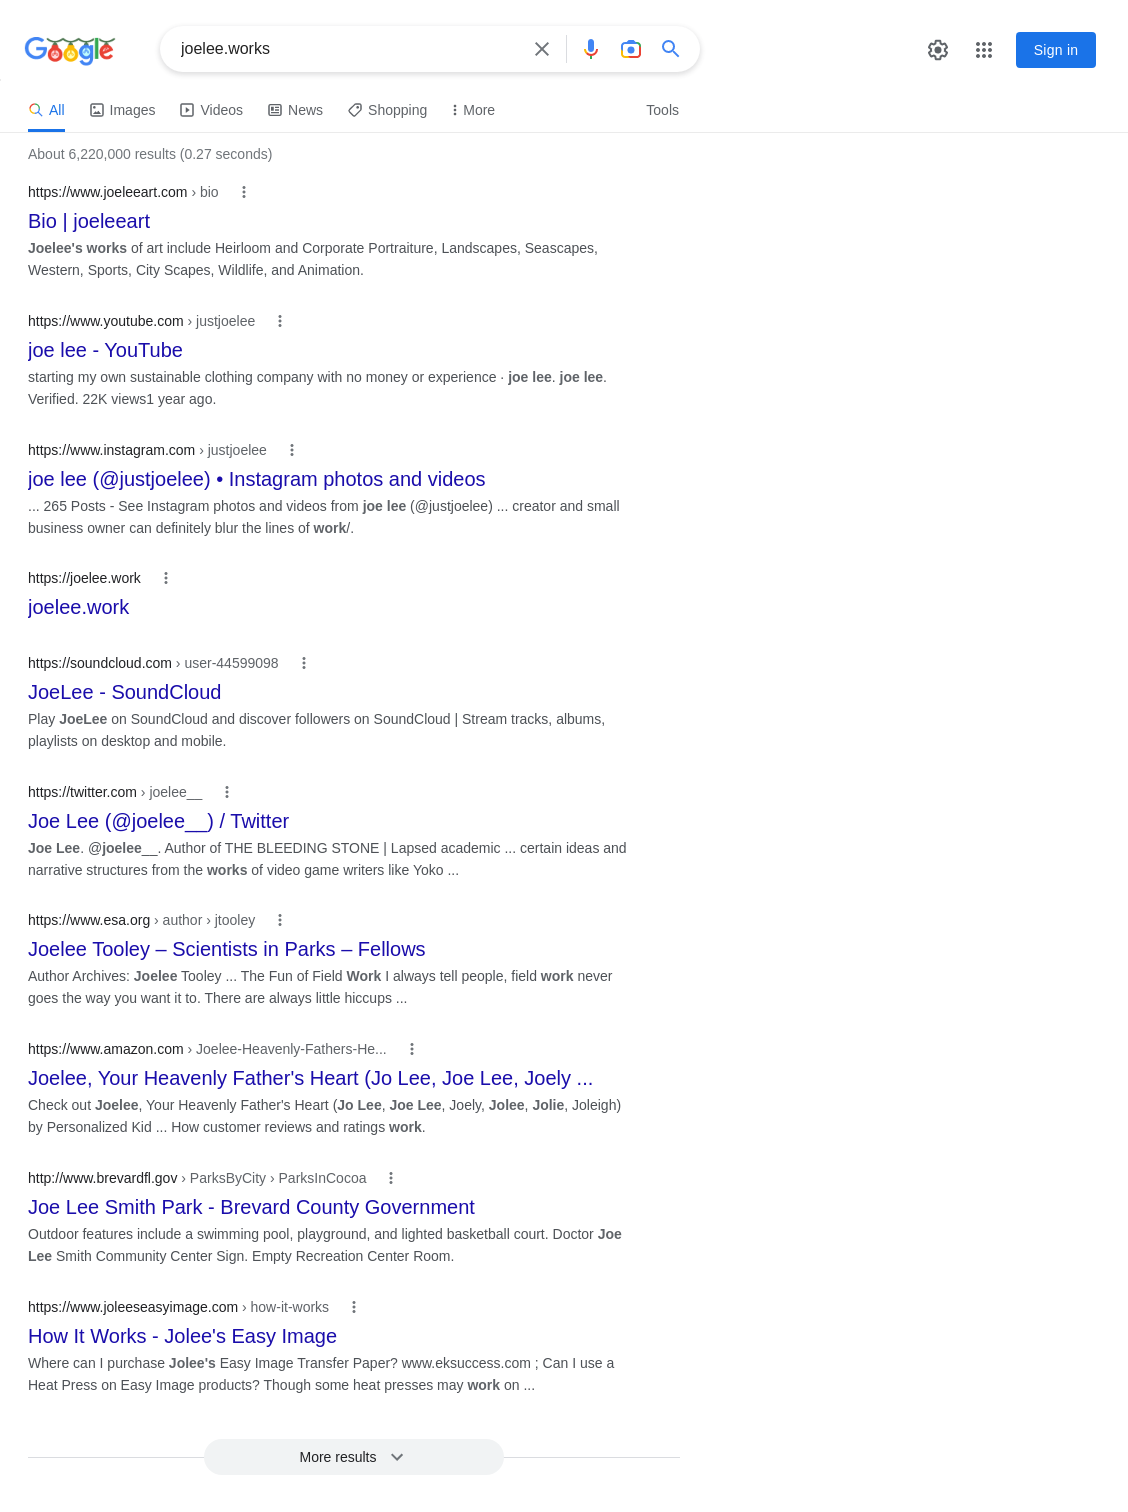 Google
joelee.works
Sign in
All Images Videos News Shopping More Tools
About 6,220,000 results (0.27 seconds)
https://www.joeleeart.com › bio
Bio | joeleeart
Joelee's works of art include Heirloom and Corporate Portraiture, Landscapes, Seascapes,
Western, Sports, City Scapes, Wildlife, and Animation.
https://www.youtube.com › justjoelee
joe lee - YouTube
starting my own sustainable clothing company with no money or experience · joe lee. joe lee.
Verified. 22K views1 year ago.
https://www.instagram.com › justjoelee
joe lee (@justjoelee) • Instagram photos and videos
... 265 Posts - See Instagram photos and videos from joe lee (@justjoelee) ... creator and small
business owner can definitely blur the lines of work/.
https://joelee.work
joelee.work
https://soundcloud.com › user-44599098
JoeLee - SoundCloud
Play JoeLee on SoundCloud and discover followers on SoundCloud | Stream tracks, albums,
playlists on desktop and mobile.
https://twitter.com › joelee__
Joe Lee (@joelee__) / Twitter
Joe Lee. @joelee__. Author of THE BLEEDING STONE | Lapsed academic ... certain ideas and
narrative structures from the works of video game writers like Yoko ...
https://www.esa.org › author › jtooley
Joelee Tooley – Scientists in Parks – Fellows
Author Archives: Joelee Tooley ... The Fun of Field Work I always tell people, field work never
goes the way you want it to. There are always little hiccups ...
https://www.amazon.com › Joelee-Heavenly-Fathers-He...
Joelee, Your Heavenly Father's Heart (Jo Lee, Joe Lee, Joely ...
Check out Joelee, Your Heavenly Father's Heart (Jo Lee, Joe Lee, Joely, Jolee, Jolie, Joleigh)
by Personalized Kid ... How customer reviews and ratings work.
http://www.brevardfl.gov › ParksByCity › ParksInCocoa
Joe Lee Smith Park - Brevard County Government
Outdoor features include a swimming pool, playground, and lighted basketball court. Doctor Joe
Lee Smith Community Center Sign. Empty Recreation Center Room.
https://www.joleeseasyimage.com › how-it-works
How It Works - Jolee's Easy Image
Where can I purchase Jolee's Easy Image Transfer Paper? www.eksuccess.com ; Can I use a
Heat Press on Easy Image products? Though some heat presses may work on ...
More results